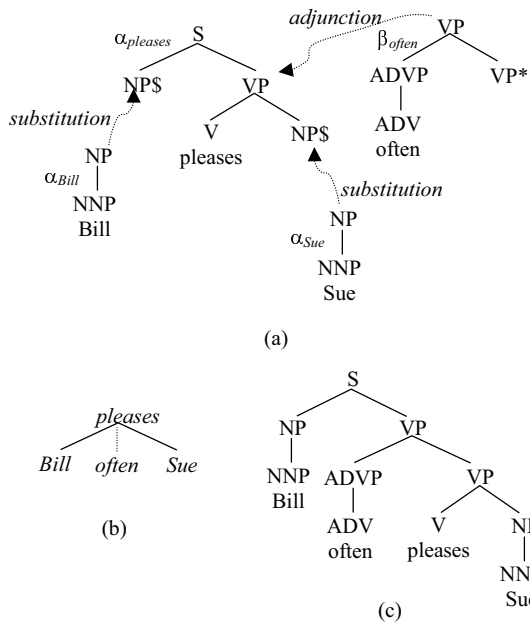 adjunction
VP
α_pleases S
β_often
NP$ VP
ADVP VP*
substitution
V NP$
ADV
NP
pleases
often
α_Bill
substitution
NNP
NP
Bill
α_Sue
NNP
Sue
(a)
S
pleases
NP VP
Bill often Sue
NNP ADVP VP
Bill
(b)
ADV V
often pleases
(c)